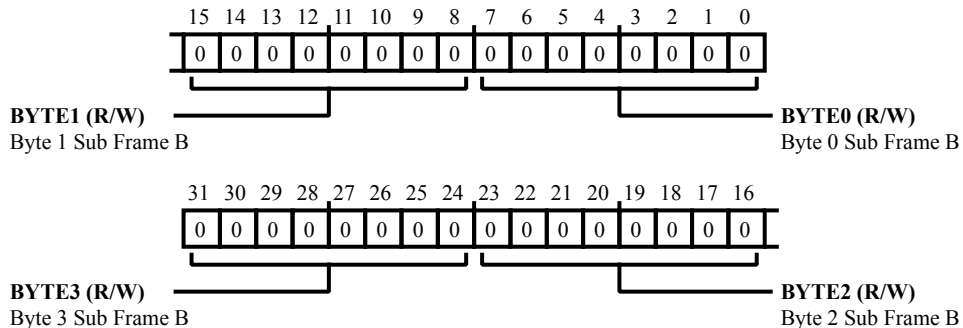 15 14 13 12 11 10 9 8 7 6 5 4 3 2 1 0
0 0 0 0 0 0 0 0 0 0 0 0 0 0 0 0
BYTE1 (R/W) BYTE0 (R/W)
Byte 1 Sub Frame B Byte 0 Sub Frame B
31 30 29 28 27 26 25 24 23 22 21 20 19 18 17 16
0 0 0 0 0 0 0 0 0 0 0 0 0 0 0 0
BYTE3 (R/W) BYTE2 (R/W)
Byte 3 Sub Frame B Byte 2 Sub Frame B